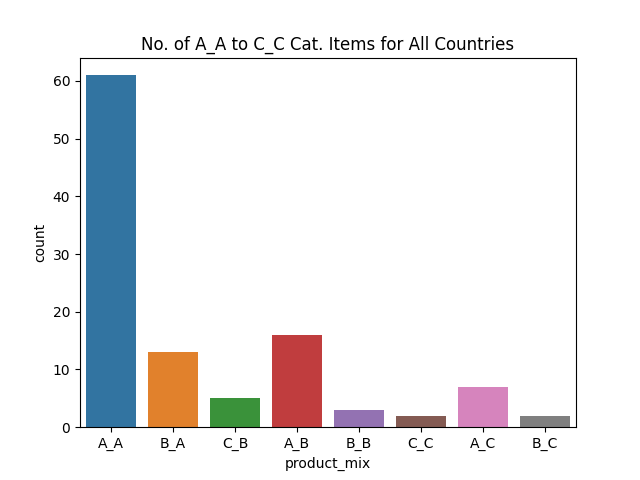 No. of A_A to C_C Cat. Items for All Countries
count
60
50
40
30
20
10
0
A_A B_A C_B A_B B_B C_C A_C B_C
product_mix